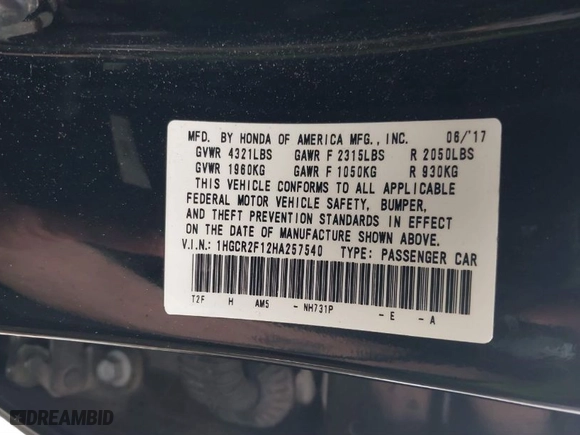 MFD. BY HONDA OF AMERICA MFG., INC. 06/'17
GVWR 4321LBS GAWR F 2315LBS R 2050LBS
GVWR 1960KG GAWR F 1050KG R 930KG
THIS VEHICLE CONFORMS TO ALL APPLICABLE
FEDERAL MOTOR VEHICLE SAFETY, BUMPER,
AND THEFT PREVENTION STANDARDS IN EFFECT
ON THE DATE OF MANUFACTURE SHOWN ABOVE.
V.I.N.: 1HGCR2F12HA257540 TYPE: PASSENGER CAR
T2F H AM5 - NH731P - E - A
DREAMBID